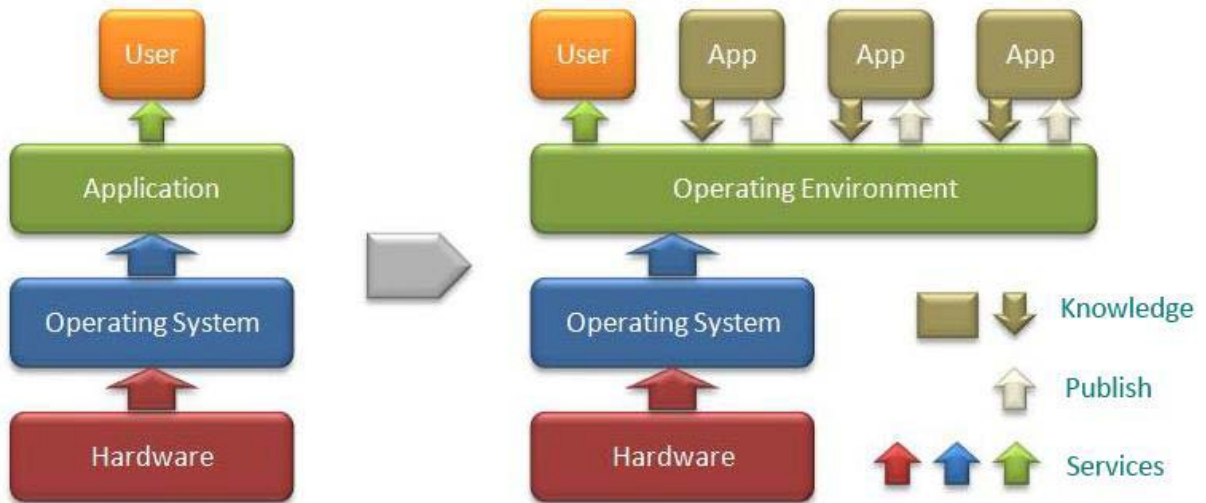 User
Application
Operating System
Hardware
User
App
App
App
Operating Environment
Operating System
Hardware
Knowledge
Publish
Services